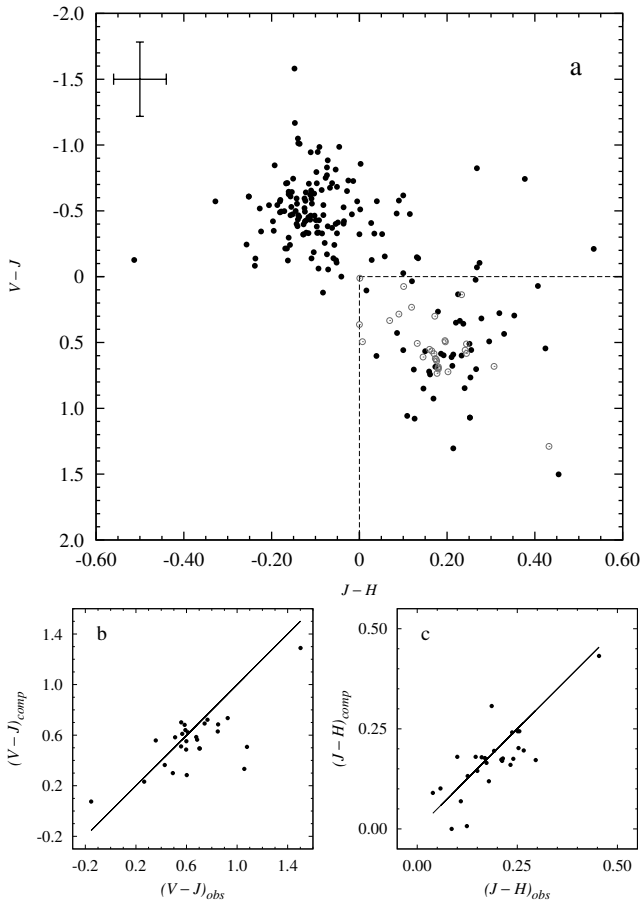 -2.0
-1.5
a
-1.0
-0.5
V – J
0
0.5
1.0
1.5
2.0
-0.60 -0.40 -0.20 0 0.20 0.40 0.60
J – H
b
1.4
1.0
0.6
0.2
-0.2
(V – J)comp
-0.2 0.2 0.6 1.0 1.4
(V – J)obs
c
0.50
0.25
0.00
(J – H)comp
0.00 0.25 0.50
(J – H)obs